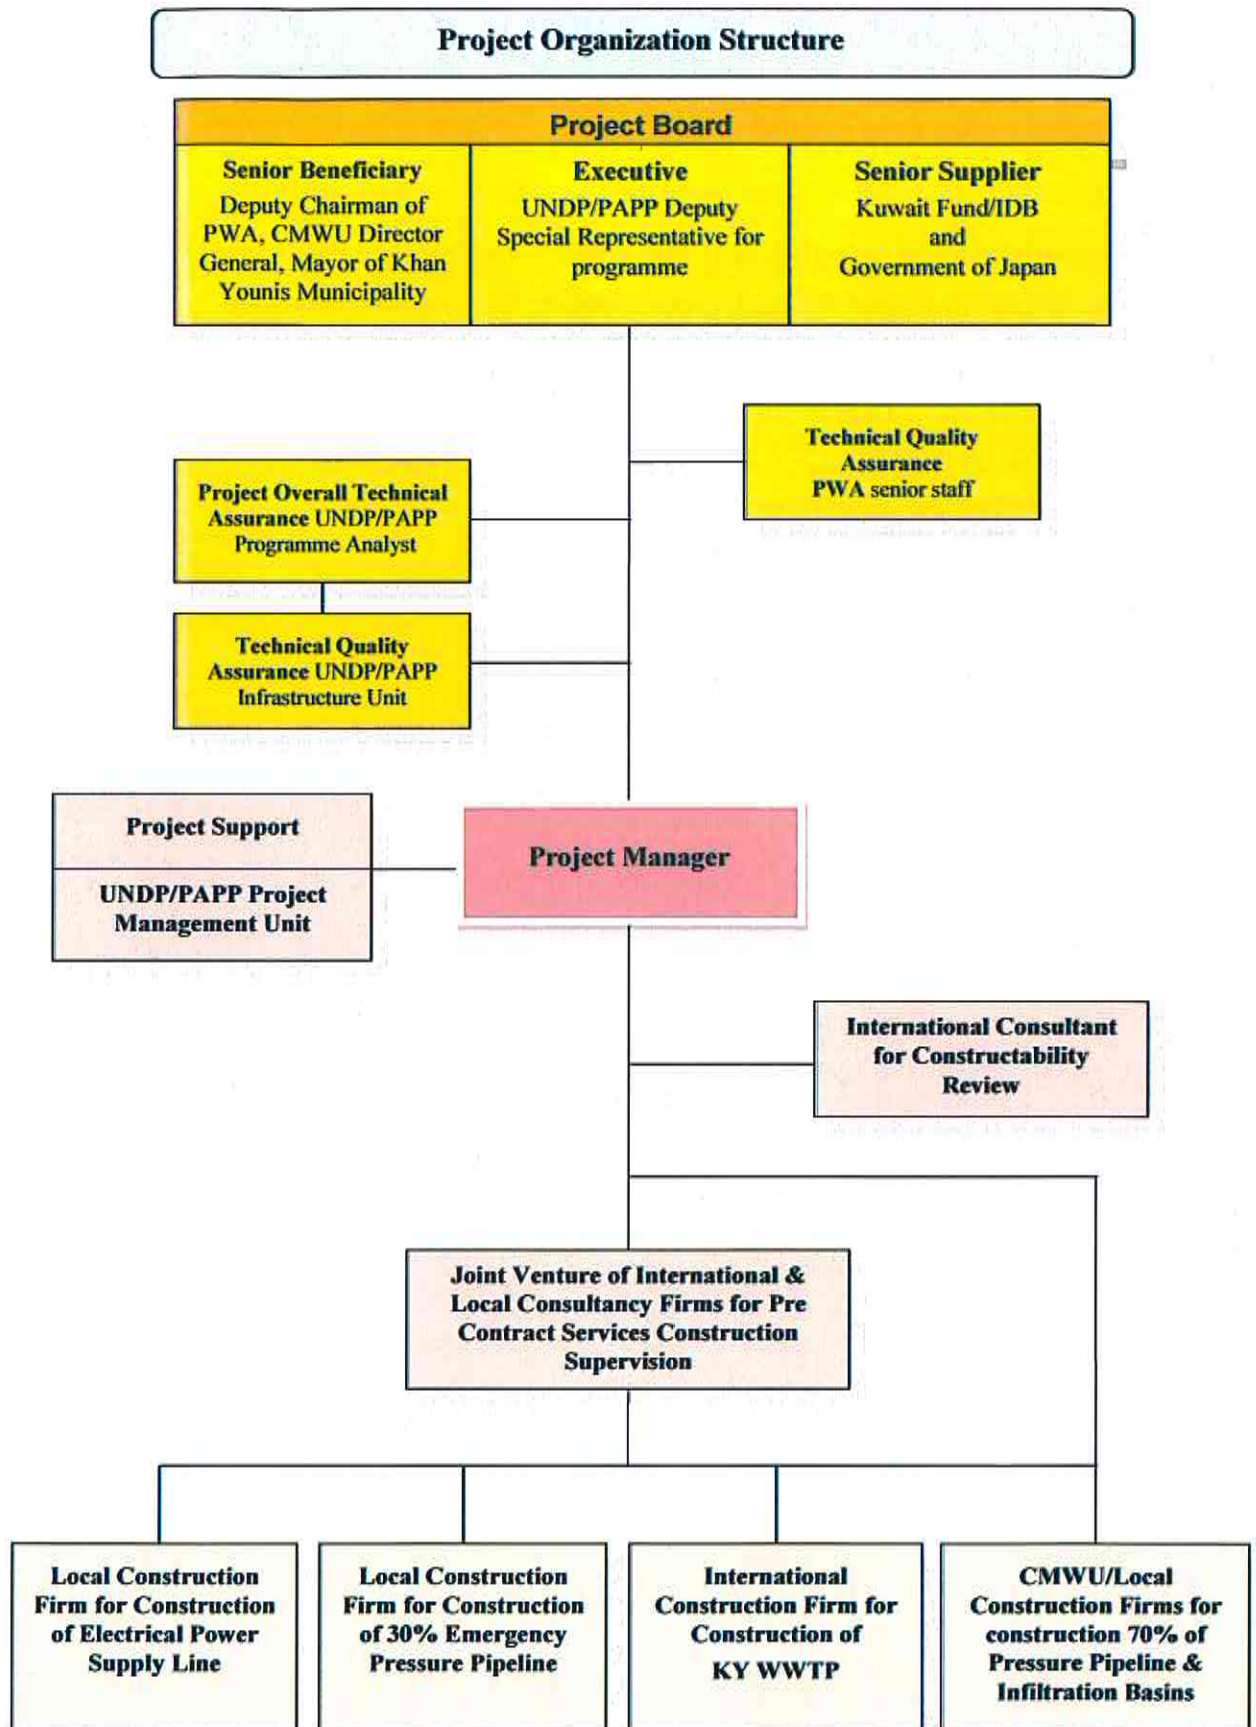 Project Organization Structure
Project Board
Senior Beneficiary
Deputy Chairman of
PWA, CMWU Director
General, Mayor of Khan
Younis Municipality
Executive
UNDP/PAPP Deputy
Special Representative for
programme
Senior Supplier
Kuwait Fund/IDB
and
Government of Japan
Technical Quality
Assurance
PWA senior staff
Project Overall Technical
Assurance UNDP/PAPP
Programme Analyst
Technical Quality
Assurance UNDP/PAPP
Infrastructure Unit
Project Support
UNDP/PAPP Project
Management Unit
Project Manager
International Consultant
for Constructability
Review
Joint Venture of International &
Local Consultancy Firms for Pre
Contract Services Construction
Supervision
Local Construction
Firm for Construction
of Electrical Power
Supply Line
Local Construction
Firm for Construction
of 30% Emergency
Pressure Pipeline
International
Construction Firm for
Construction of
KY WWTP
CMWU/Local
Construction Firms for
construction 70% of
Pressure Pipeline &
Infiltration Basins